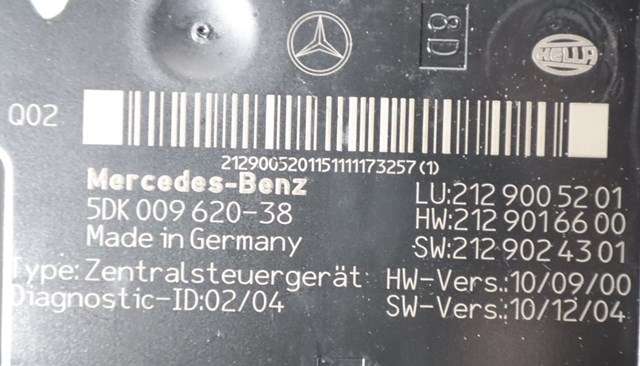 8D
HELLA
Q02
2129005201151111173257(1)
Mercedes-Benz
5DK 009 620-38
Made in Germany
LU:212 900 52 01
HW:212 901 66 00
SW:212 902 43 01
Type: Zentralsteuergerät
Diagnostic-ID:02/04
HW-Vers.:10/09/00
SW-Vers.:10/12/04